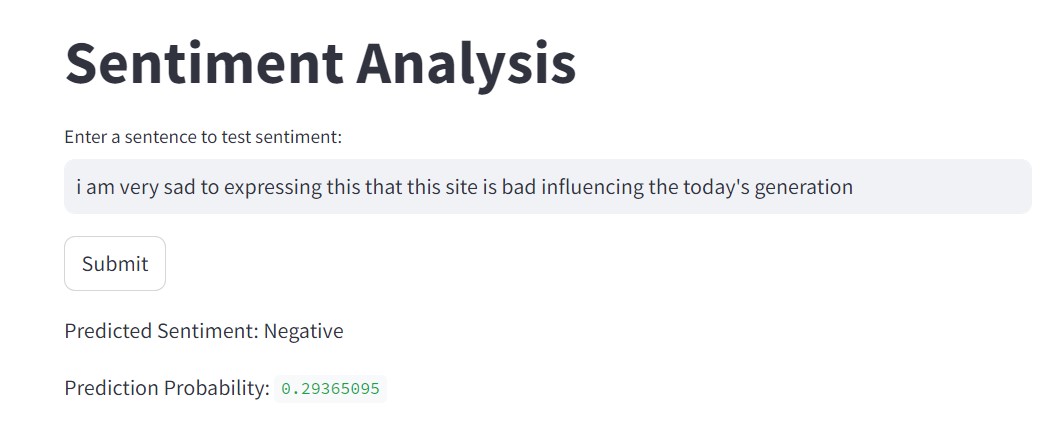 Sentiment Analysis
Enter a sentence to test sentiment:
i am very sad to expressing this that this site is bad influencing the today's generation
Submit
Predicted Sentiment: Negative
Prediction Probability: 0.29365095